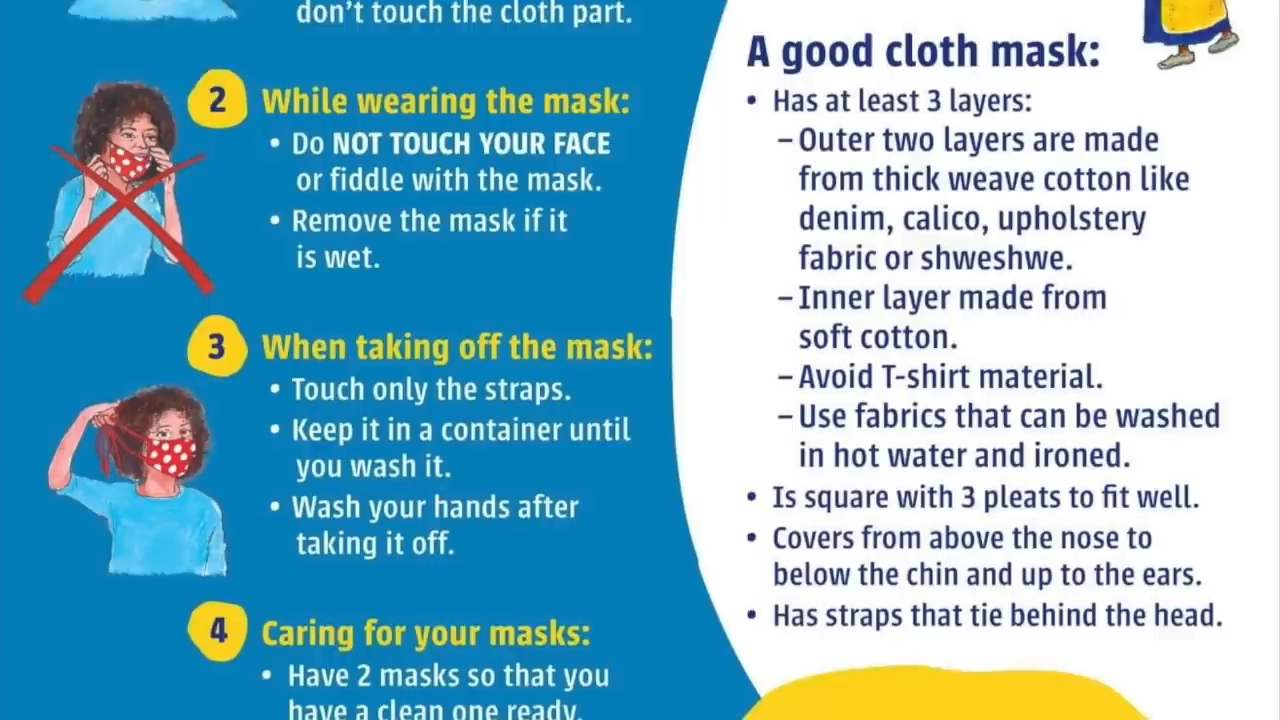 don't touch the cloth part.
2 While wearing the mask:
• Do NOT TOUCH YOUR FACE
or fiddle with the mask.
• Remove the mask if it
is wet.
3 When taking off the mask:
• Touch only the straps.
• Keep it in a container until
you wash it.
• Wash your hands after
taking it off.
4 Caring for your masks:
• Have 2 masks so that you
have a clean one ready.
A good cloth mask:
• Has at least 3 layers:
– Outer two layers are made
from thick weave cotton like
denim, calico, upholstery
fabric or shweshwe.
– Inner layer made from
soft cotton.
– Avoid T-shirt material.
– Use fabrics that can be washed
in hot water and ironed.
• Is square with 3 pleats to fit well.
• Covers from above the nose to
below the chin and up to the ears.
• Has straps that tie behind the head.